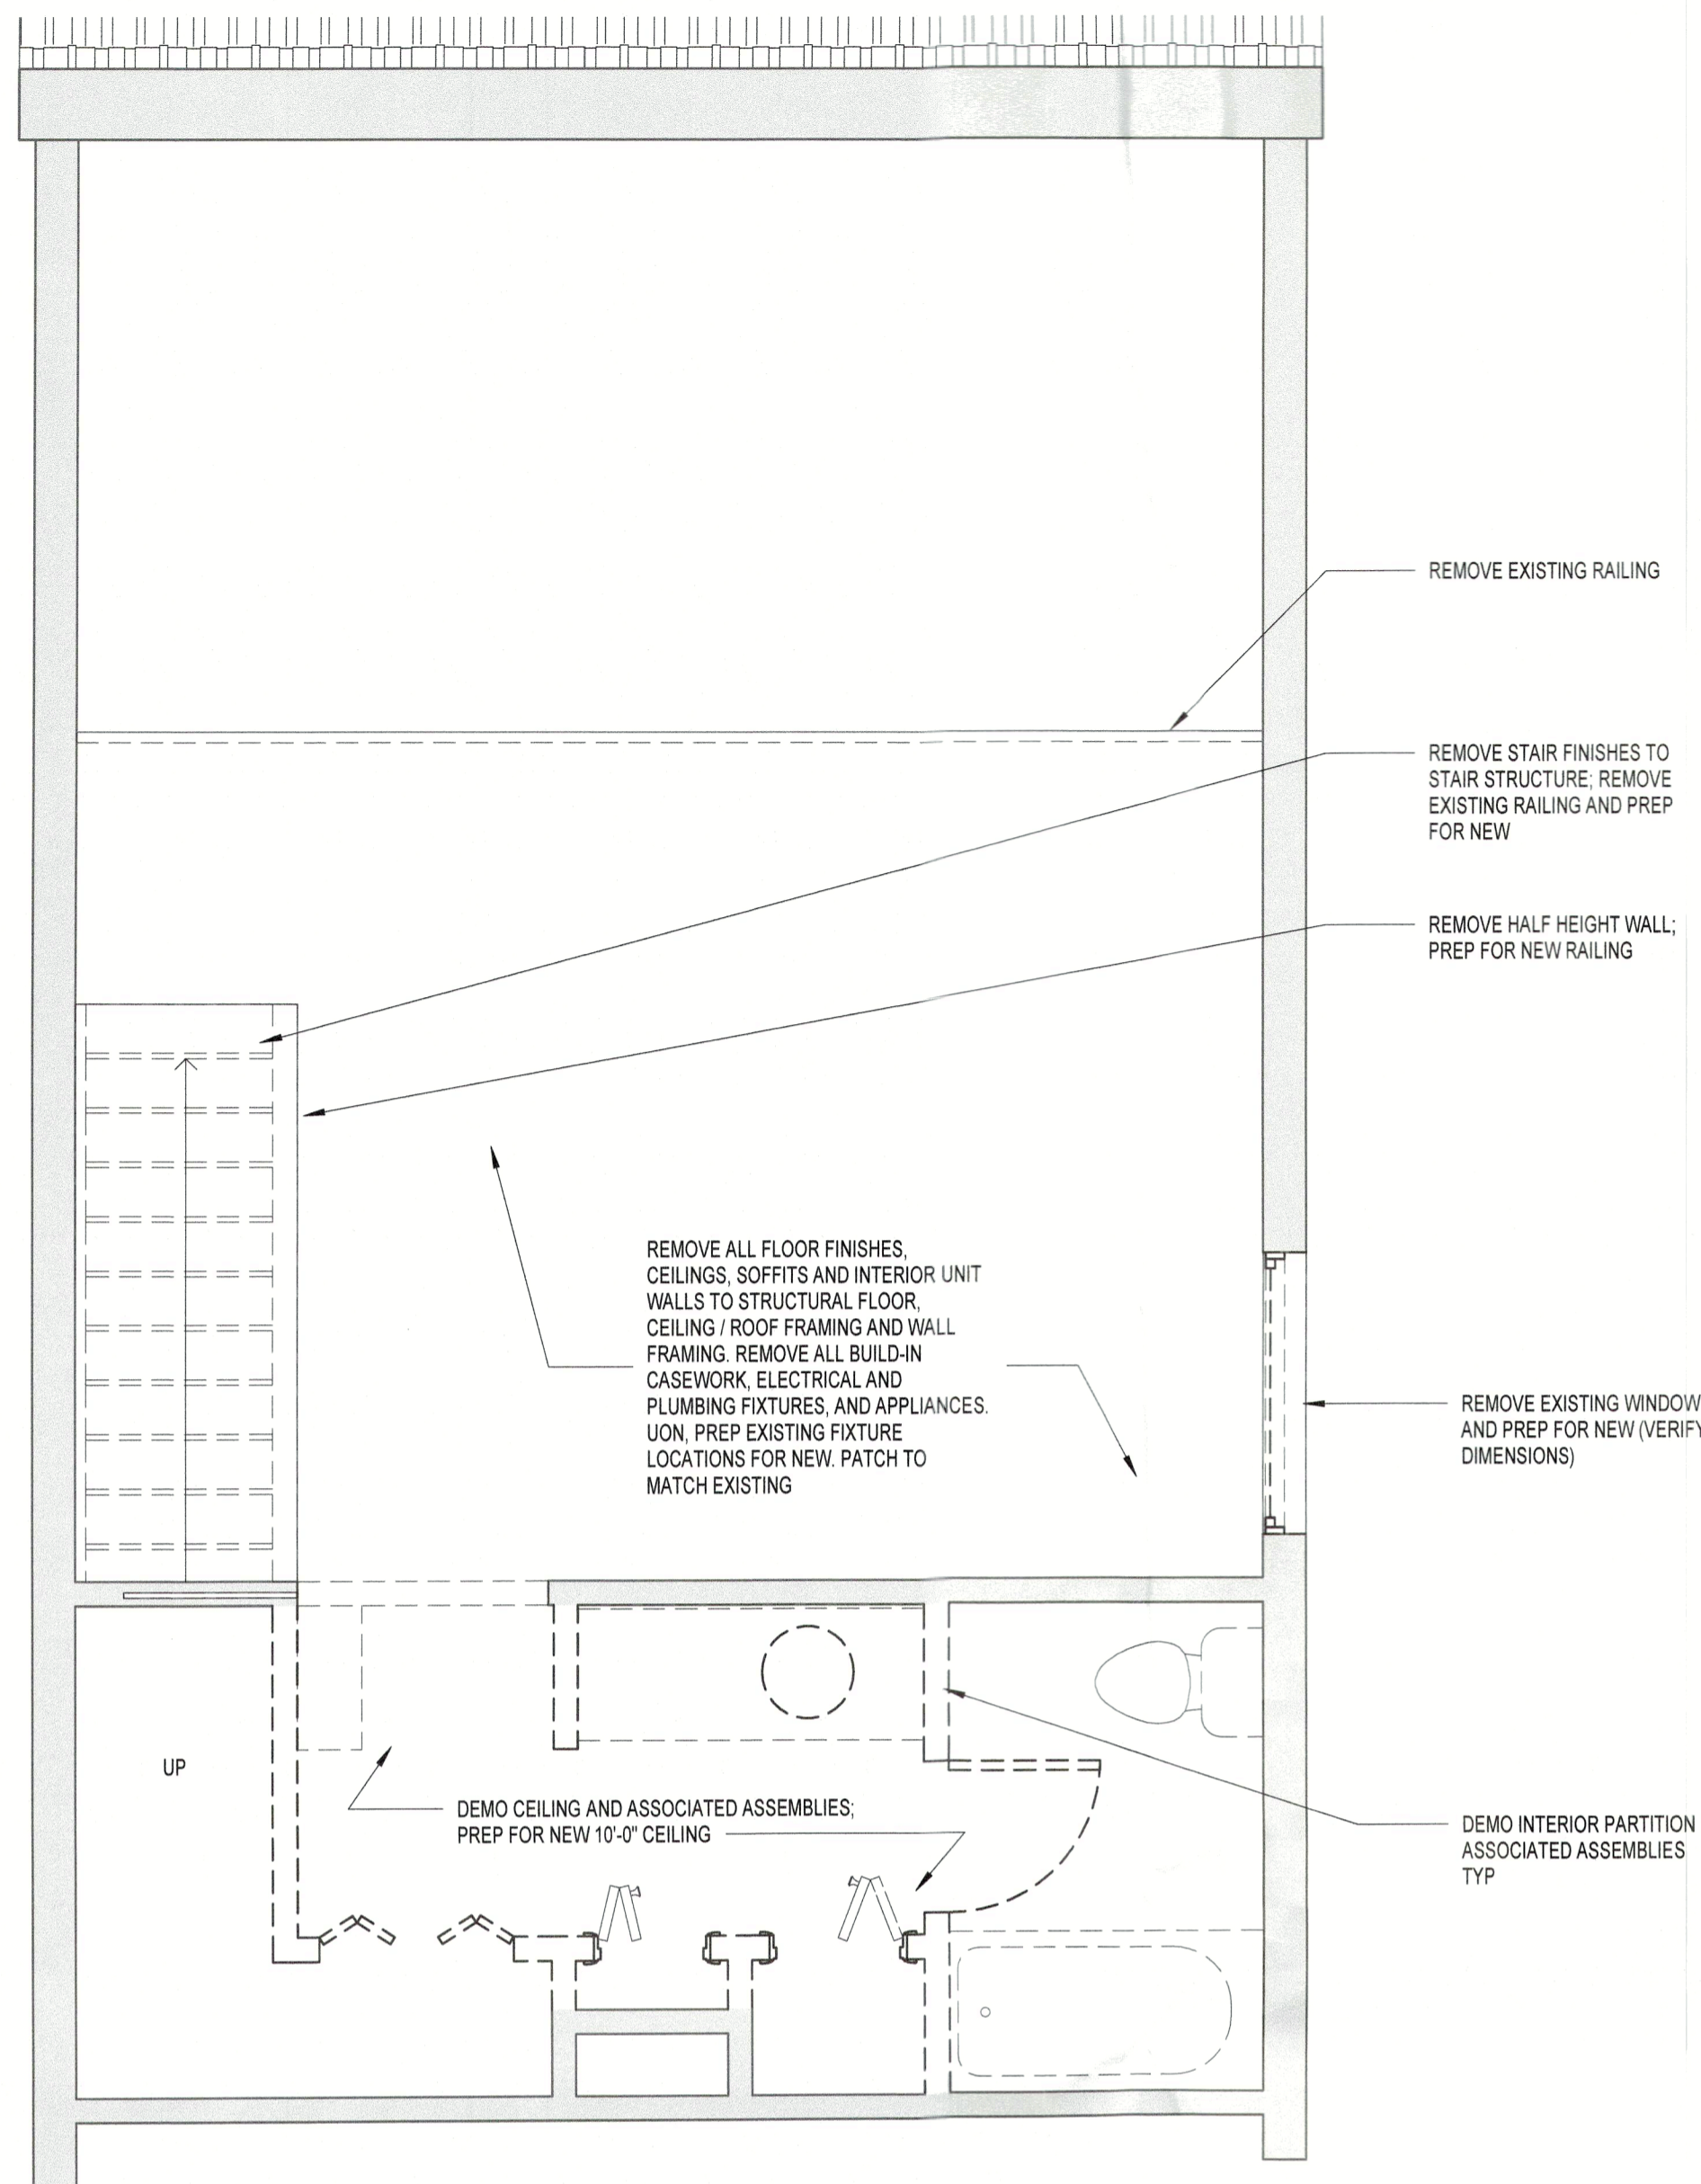 REMOVE EXISTING RAILING
REMOVE STAIR FINISHES TO
STAIR STRUCTURE; REMOVE
EXISTING RAILING AND PREP
FOR NEW
REMOVE HALF HEIGHT WALL;
PREP FOR NEW RAILING
REMOVE ALL FLOOR FINISHES,
CEILINGS, SOFFITS AND INTERIOR UNIT
WALLS TO STRUCTURAL FLOOR,
CEILING / ROOF FRAMING AND WALL
FRAMING. REMOVE ALL BUILD-IN
CASEWORK, ELECTRICAL AND
PLUMBING FIXTURES, AND APPLIANCES.
UON, PREP EXISTING FIXTURE
LOCATIONS FOR NEW. PATCH TO
MATCH EXISTING
REMOVE EXISTING WINDOW
AND PREP FOR NEW (VERIFY
DIMENSIONS)
UP
DEMO CEILING AND ASSOCIATED ASSEMBLIES;
PREP FOR NEW 10'-0" CEILING
DEMO INTERIOR PARTITION
ASSOCIATED ASSEMBLIES
TYP